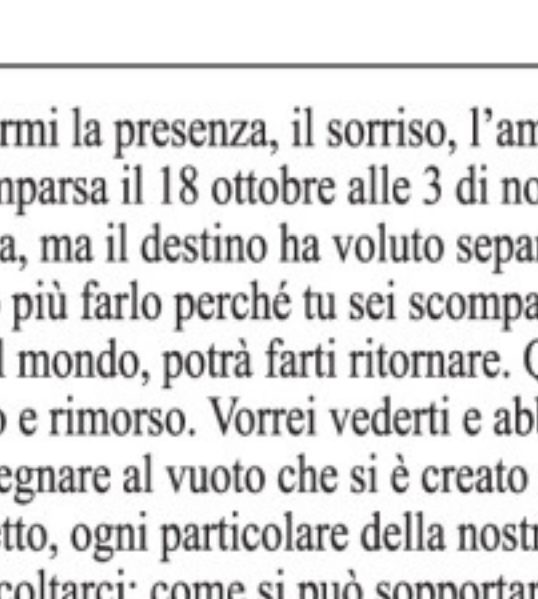 rmi la presenza, il sorriso, l'am
mparsa il 18 ottobre alle 3 di no
a, ma il destino ha voluto separ
o più farlo perché tu sei scompa
l mondo, potrà farti ritornare. Q
o e rimorso. Vorrei vederti e abb
egnare al vuoto che si è creato
etto, ogni particolare della nostr
coltarci; come si può sopportar